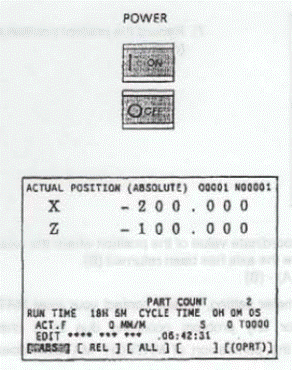 POWER
I ON
O OFF
ACTUAL POSITION (ABSOLUTE) O0001 N00001
X -200.000
Z -100.000
PART COUNT 2
RUN TIME 18H 5M CYCLE TIME 0H 0M 0S
ACT.F 0 MM/M S 0 T0000
EDIT **** *** *** .06:42:31
[ABS] [ REL ] [ ALL ] [ ] [(OPRT)]